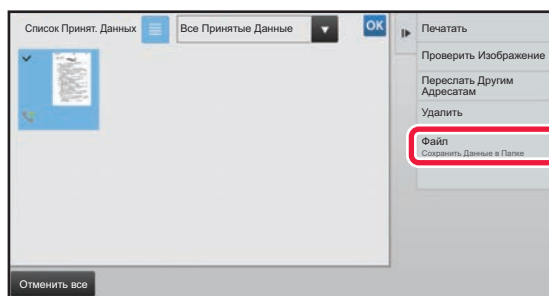 Список Принят. Данных
Все Принятые Данные
OK
Печатать
Проверить Изображение
Переслать Другим
Адресатам
Удалить
Файл
Сохранить Данные в Папке
Отменить все